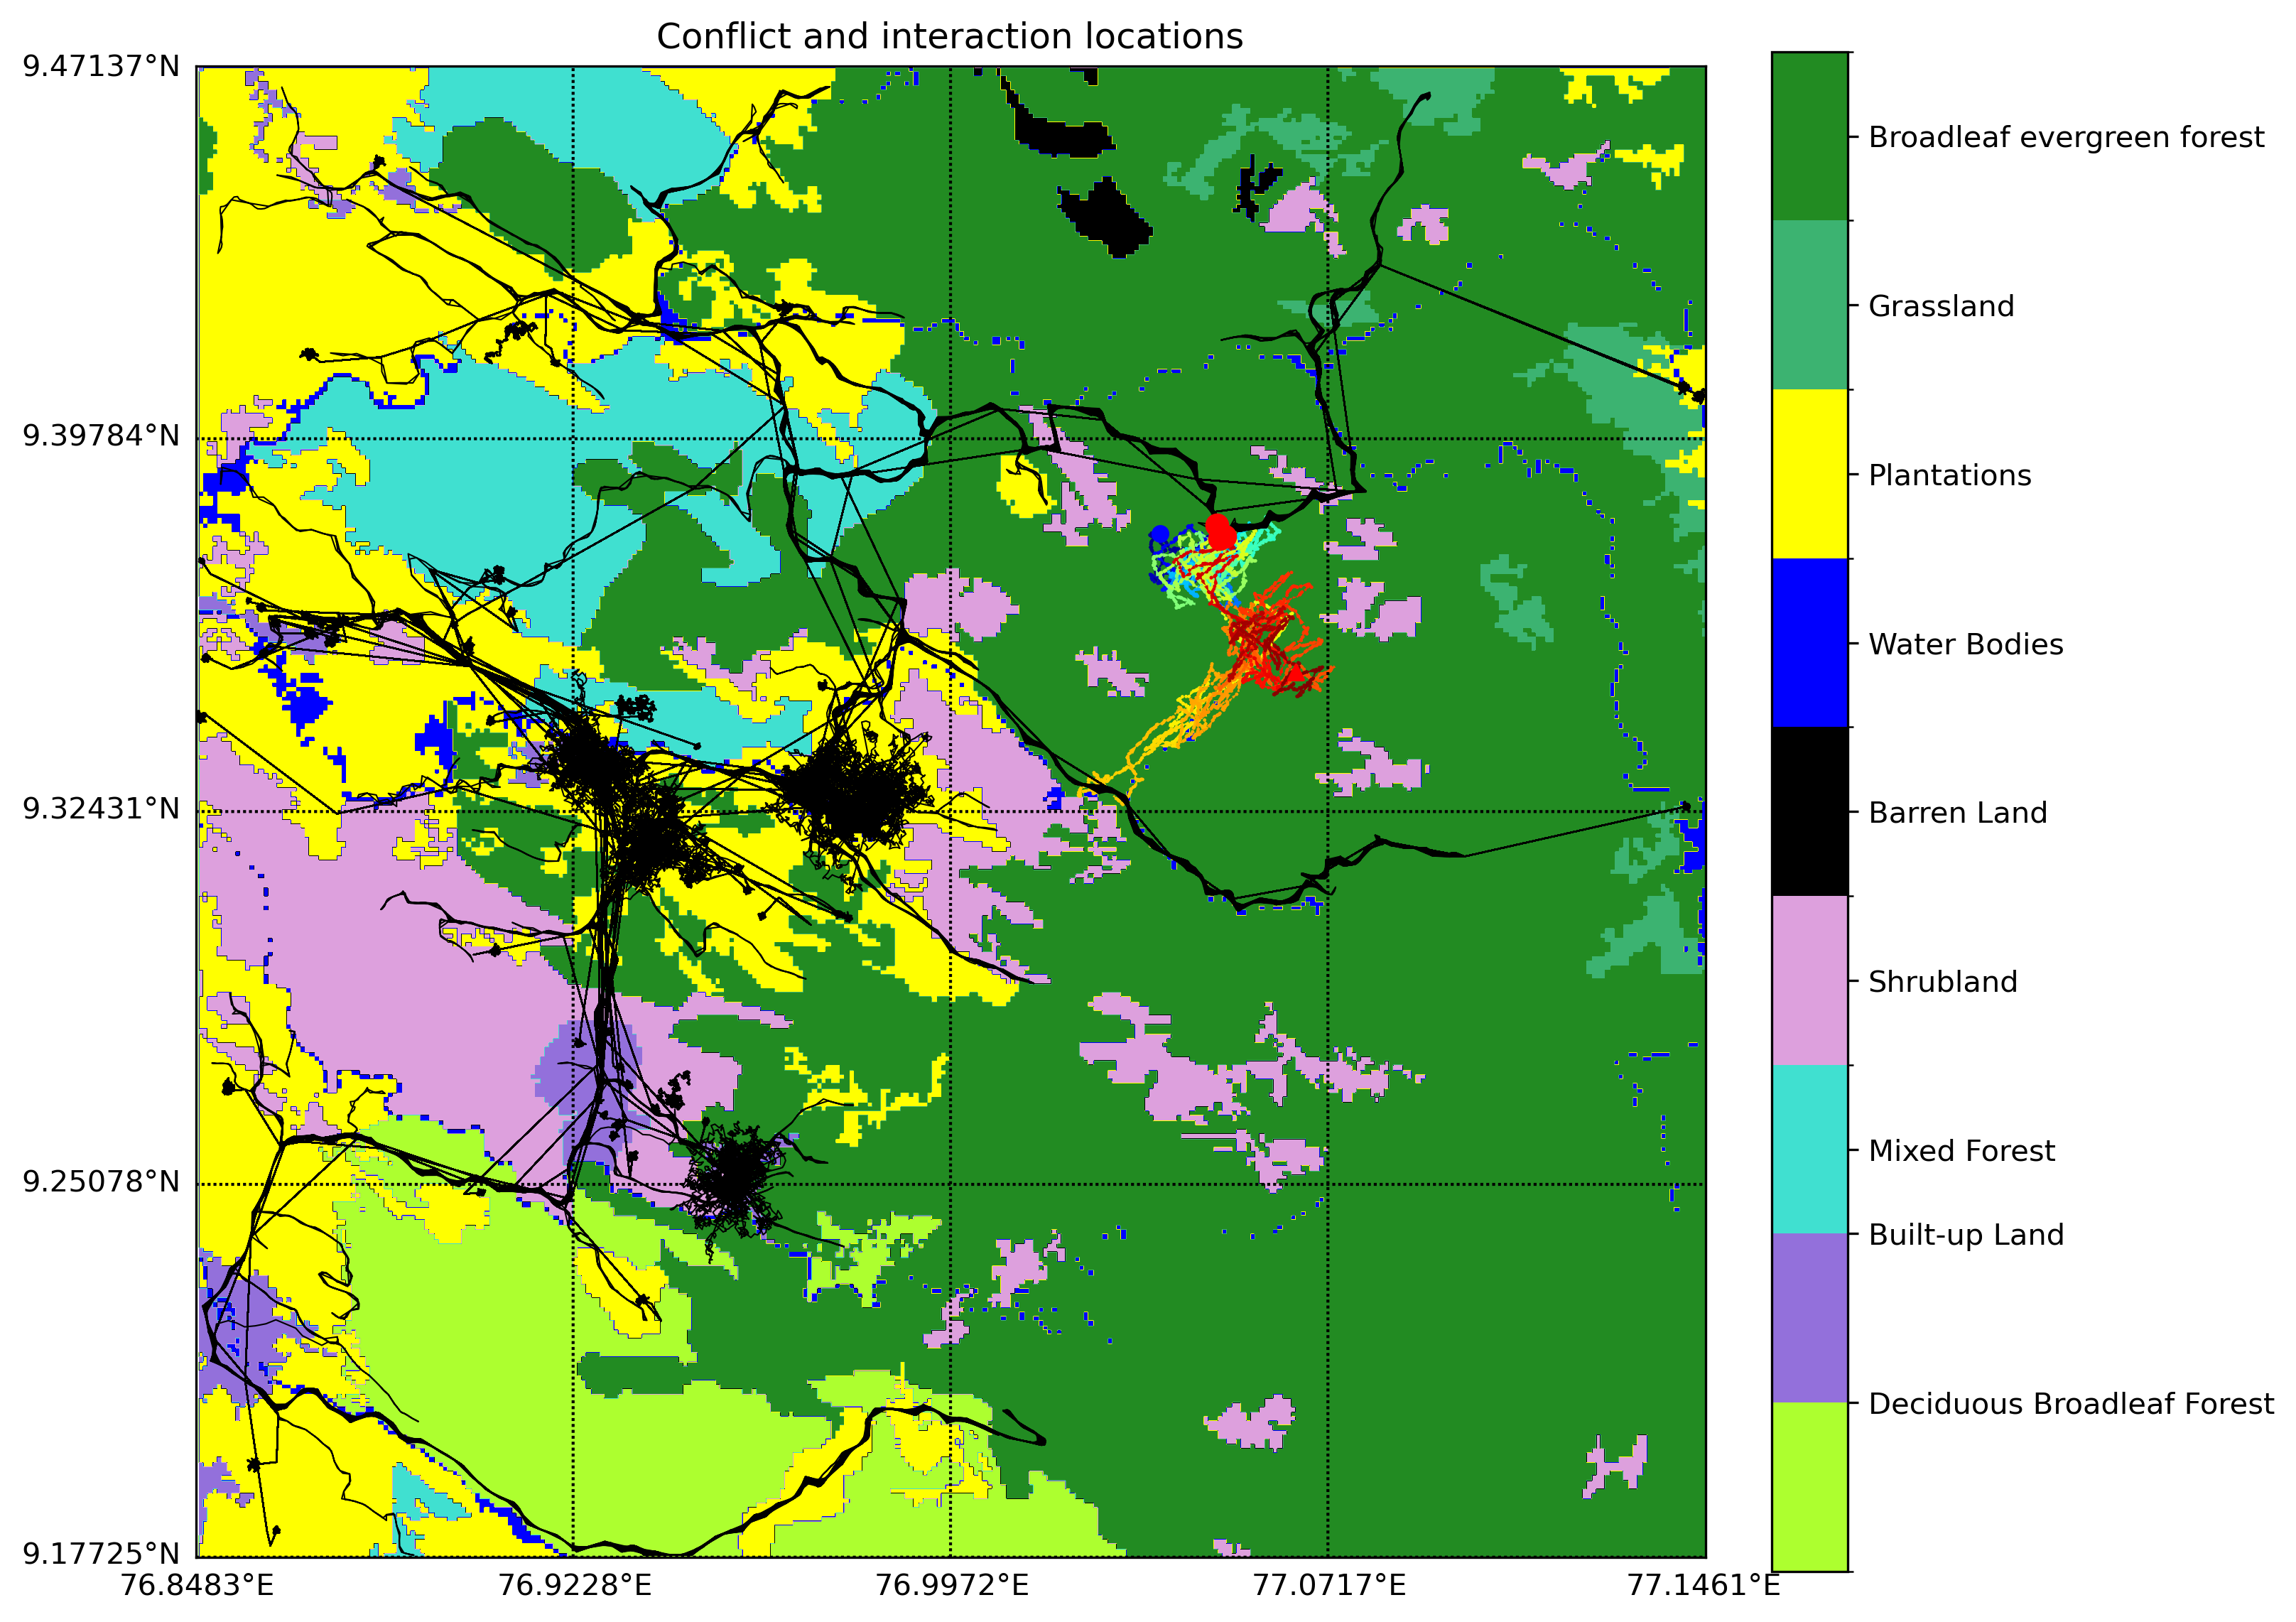 Conflict and interaction locations
9.47137°N
9.39784°N
9.32431°N
9.25078°N
9.17725°N
76.8483°E
76.9228°E
76.9972°E
77.0717°E
77.1461°E
Broadleaf evergreen forest
Grassland
Plantations
Water Bodies
Barren Land
Shrubland
Mixed Forest
Built-up Land
Deciduous Broadleaf Forest